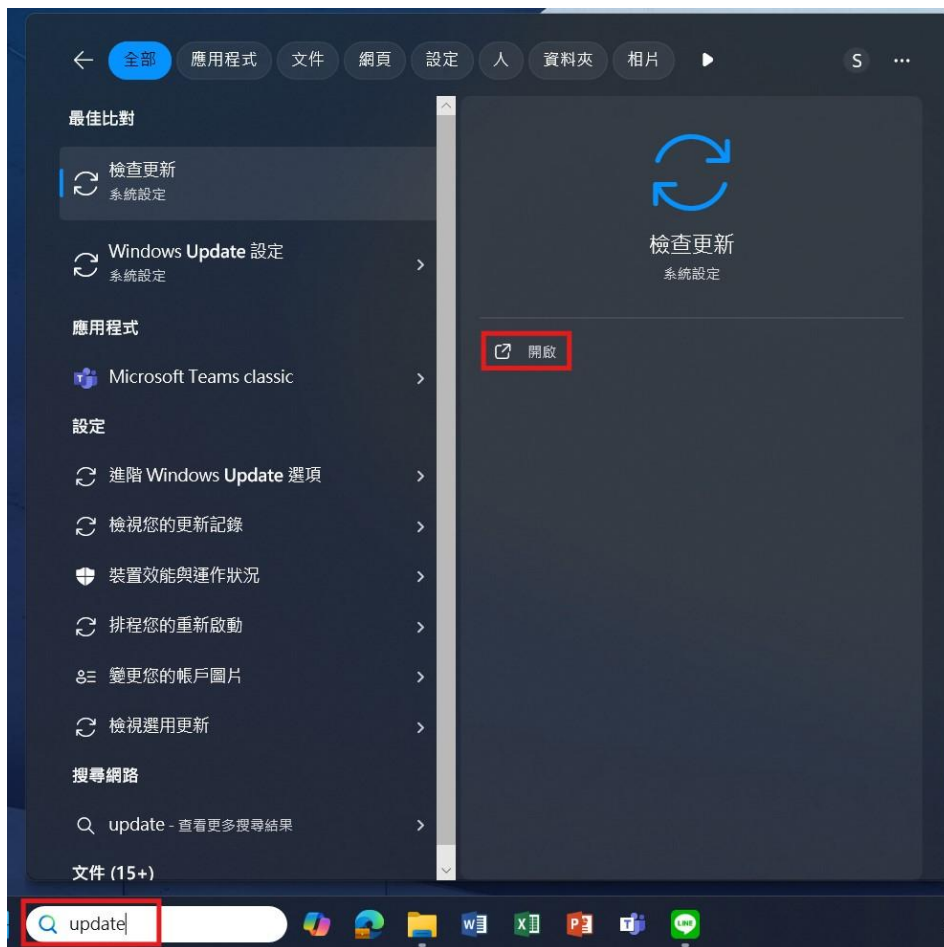 全部 應用程式 文件 網頁 設定 人 資料夾 相片 S
最佳比對
檢查更新
系統設定
Windows Update 設定
系統設定
應用程式
Microsoft Teams classic
設定
進階 Windows Update 選項
檢視您的更新記錄
裝置效能與運作狀況
排程您的重新啟動
變更您的帳戶圖片
檢視選用更新
搜尋網路
update - 查看更多搜尋結果
文件 (15+)
檢查更新
系統設定
開啟
update
LINE